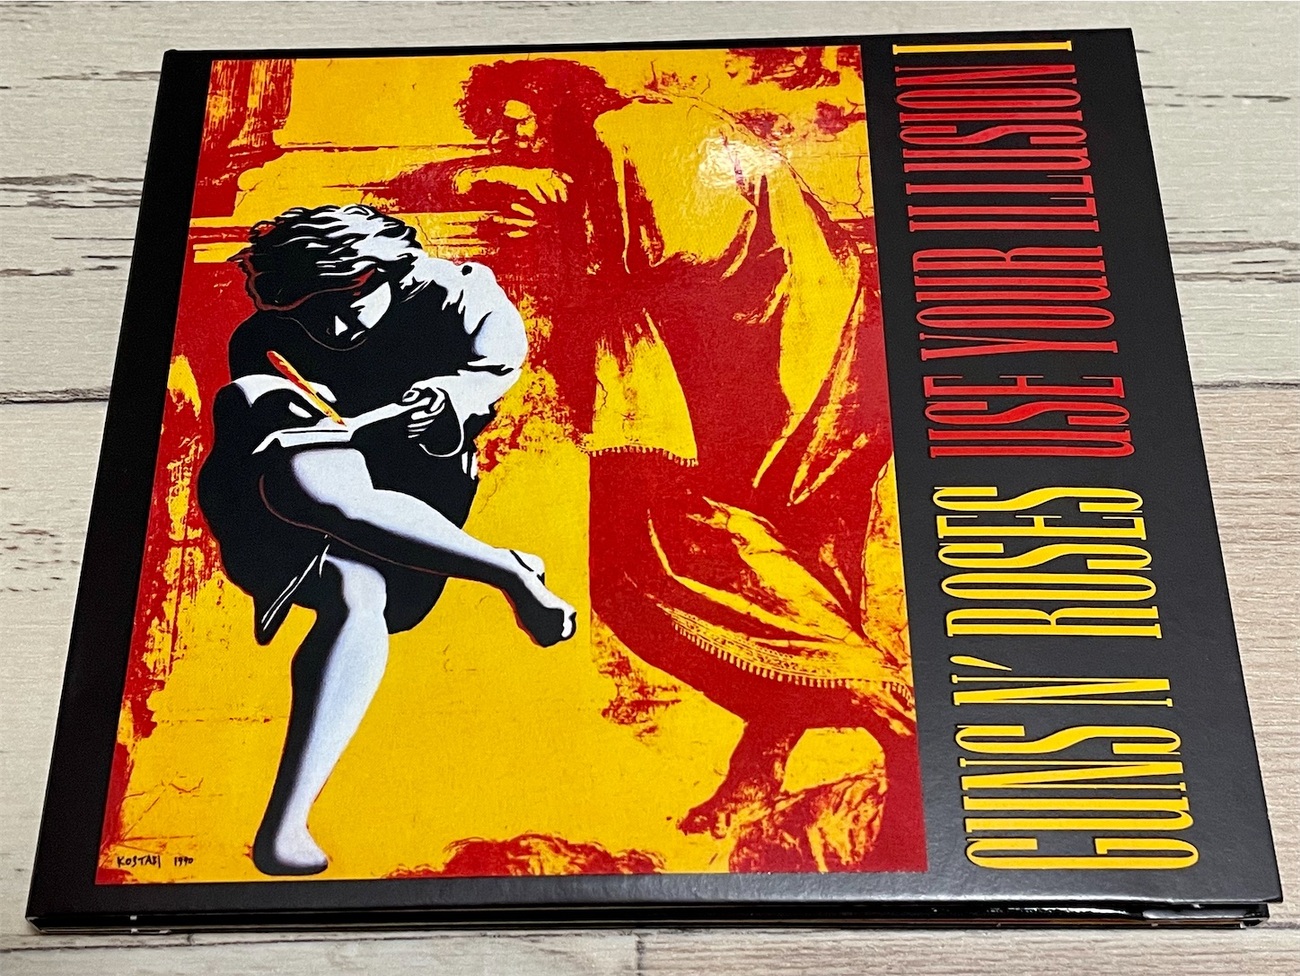 GUNS N' ROSES USE YOUR ILLUSION I
KOSTABI 1990